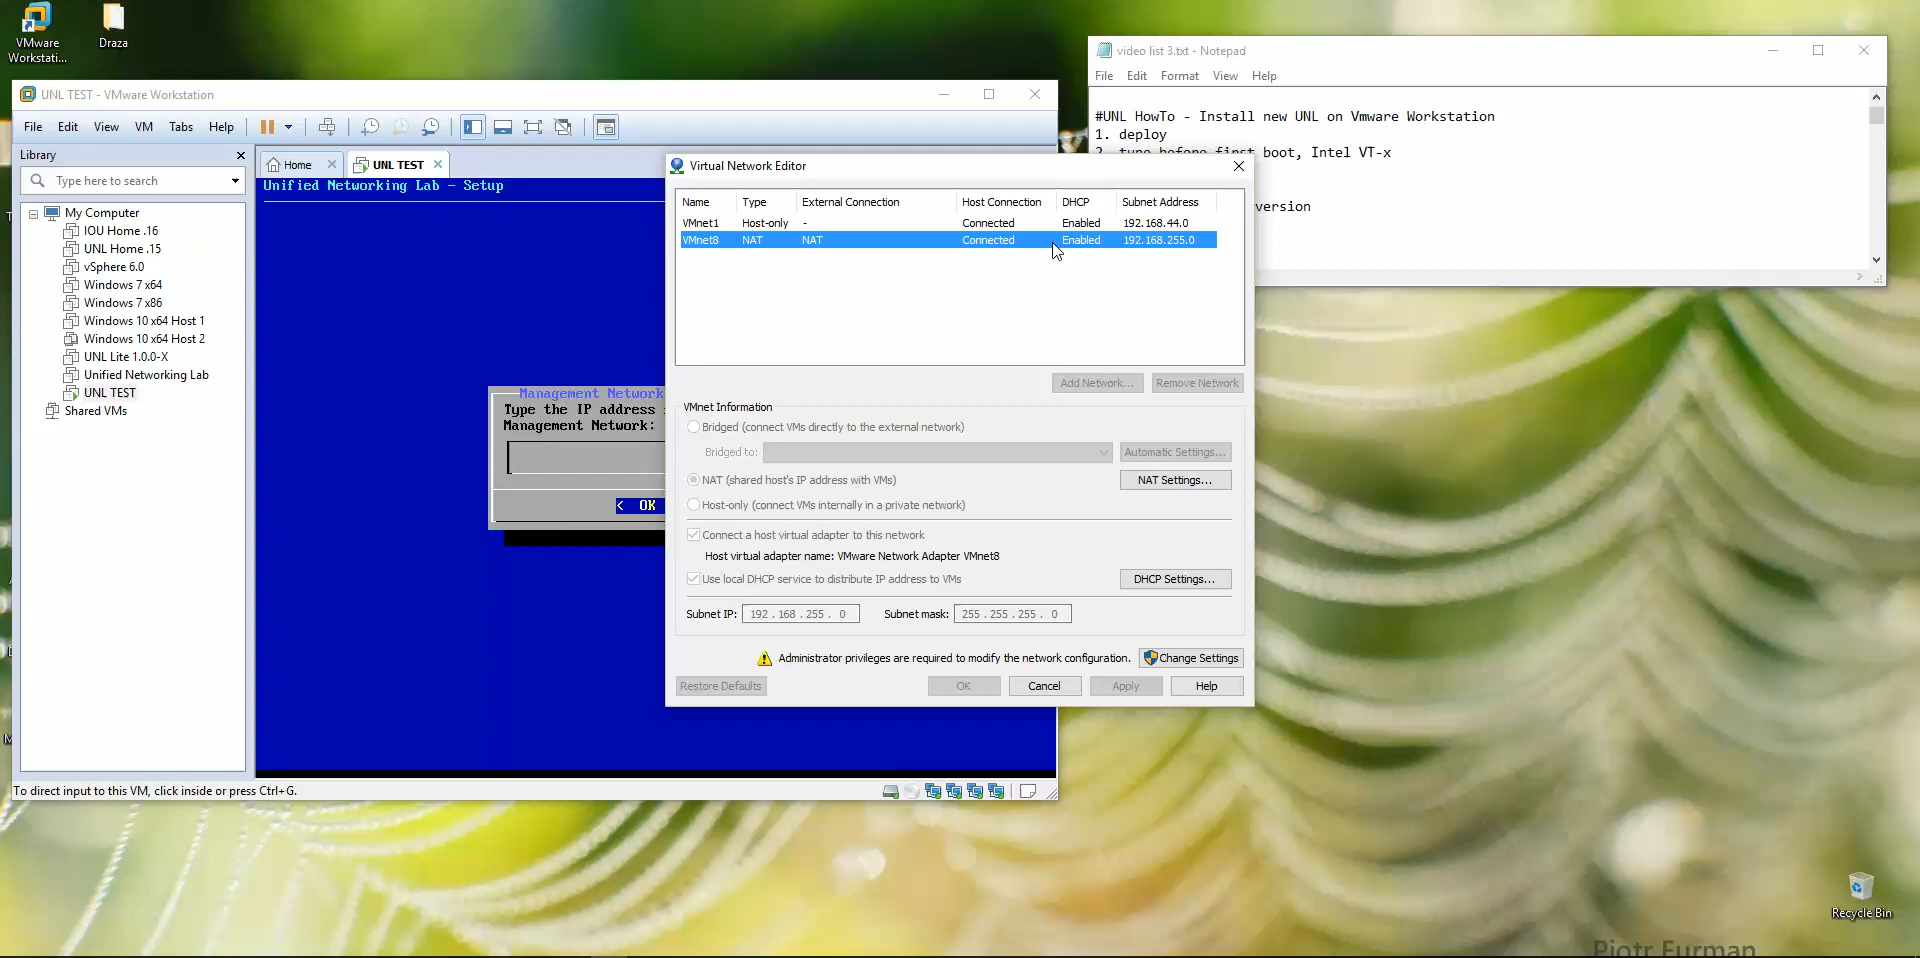 VMware
Workstati...
Draza
UNL TEST - VMware Workstation
File Edit View VM Tabs Help
Library
Type here to search
My Computer
IOU Home .16
UNL Home .15
vSphere 6.0
Windows 7 x64
Windows 7 x86
Windows 10 x64 Host 1
Windows 10 x64 Host 2
UNL Lite 1.0.0-X
Unified Networking Lab
UNL TEST
Shared VMs
Home
UNL TEST
Unified Networking Lab - Setup
Management Network
Type the IP address
Management Network:
< OK
To direct input to this VM, click inside or press Ctrl+G.
Virtual Network Editor
Name Type External Connection Host Connection DHCP Subnet Address
VMnet1 Host-only - Connected Enabled 192.168.44.0
VMnet8 NAT NAT Connected Enabled 192.168.255.0
Add Network... Remove Network
VMnet Information
Bridged (connect VMs directly to the external network)
Bridged to: Automatic Settings...
NAT (shared host's IP address with VMs) NAT Settings...
Host-only (connect VMs internally in a private network)
Connect a host virtual adapter to this network
Host virtual adapter name: VMware Network Adapter VMnet8
Use local DHCP service to distribute IP address to VMs DHCP Settings...
Subnet IP: 192 . 168 . 255 . 0 Subnet mask: 255 . 255 . 255 . 0
Administrator privileges are required to modify the network configuration. Change Settings
Restore Defaults OK Cancel Apply Help
video list 3.txt - Notepad
File Edit Format View Help
#UNL HowTo - Install new UNL on Vmware Workstation
1. deploy
2. tune before first boot, Intel VT-x
version
Recycle Bin
Piotr Furman